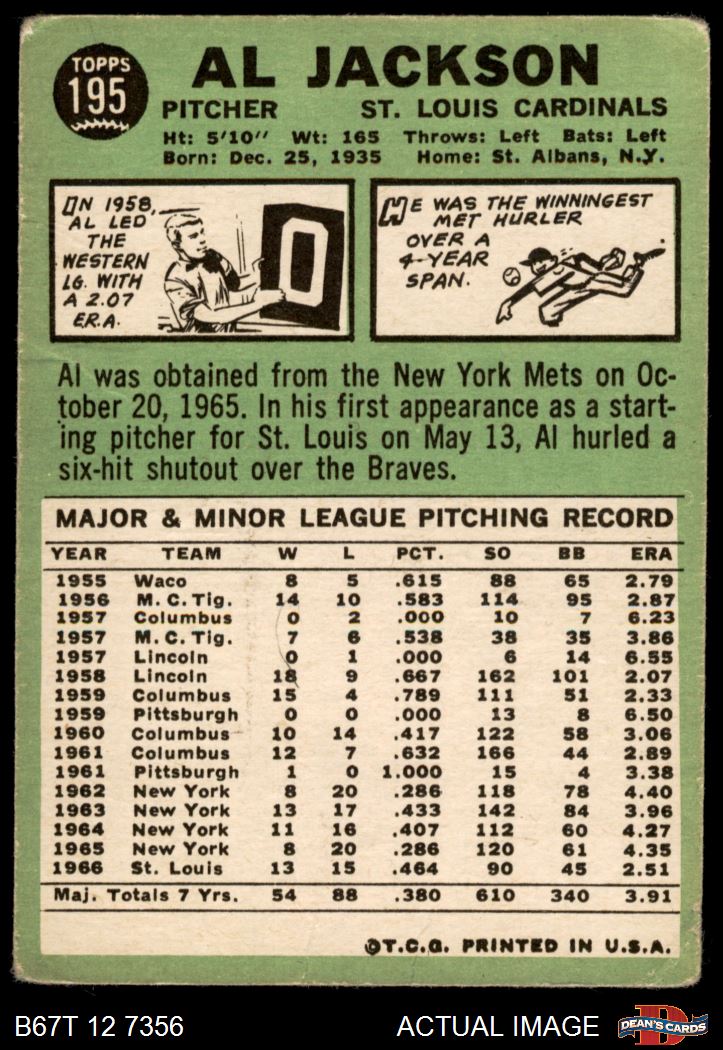 TOPPS
195
AL JACKSON
PITCHER ST. LOUIS CARDINALS
Ht: 5'10" Wt: 165 Throws: Left Bats: Left
Born: Dec. 25, 1935 Home: St. Albans, N.Y.
IN 1958,
AL LED
THE
WESTERN
LG. WITH
A 2.07
E.R.A.
0
HE WAS THE WINNINGEST
MET HURLER
OVER A
4-YEAR
SPAN.
Al was obtained from the New York Mets on Oc-
tober 20, 1965. In his first appearance as a start-
ing pitcher for St. Louis on May 13, Al hurled a
six-hit shutout over the Braves.
MAJOR & MINOR LEAGUE PITCHING RECORD
YEAR TEAM W L PCT. SO BB ERA
1955 Waco 8 5 .615 88 65 2.79
1956 M. C. Tig. 14 10 .583 114 95 2.87
1957 Columbus 0 2 .000 10 7 6.23
1957 M. C. Tig. 7 6 .538 38 35 3.86
1957 Lincoln 0 1 .000 6 14 6.55
1958 Lincoln 18 9 .667 162 101 2.07
1959 Columbus 15 4 .789 111 51 2.33
1959 Pittsburgh 0 0 .000 13 8 6.50
1960 Columbus 10 14 .417 122 58 3.06
1961 Columbus 12 7 .632 166 44 2.89
1961 Pittsburgh 1 0 1.000 15 4 3.38
1962 New York 8 20 .286 118 78 4.40
1963 New York 13 17 .433 142 84 3.96
1964 New York 11 16 .407 112 60 4.27
1965 New York 8 20 .286 120 61 4.35
1966 St. Louis 13 15 .464 90 45 2.51
Maj. Totals 7 Yrs. 54 88 .380 610 340 3.91
©T.C.G. PRINTED IN U.S.A.
B67T 12 7356 ACTUAL IMAGE
DEAN'S CARDS